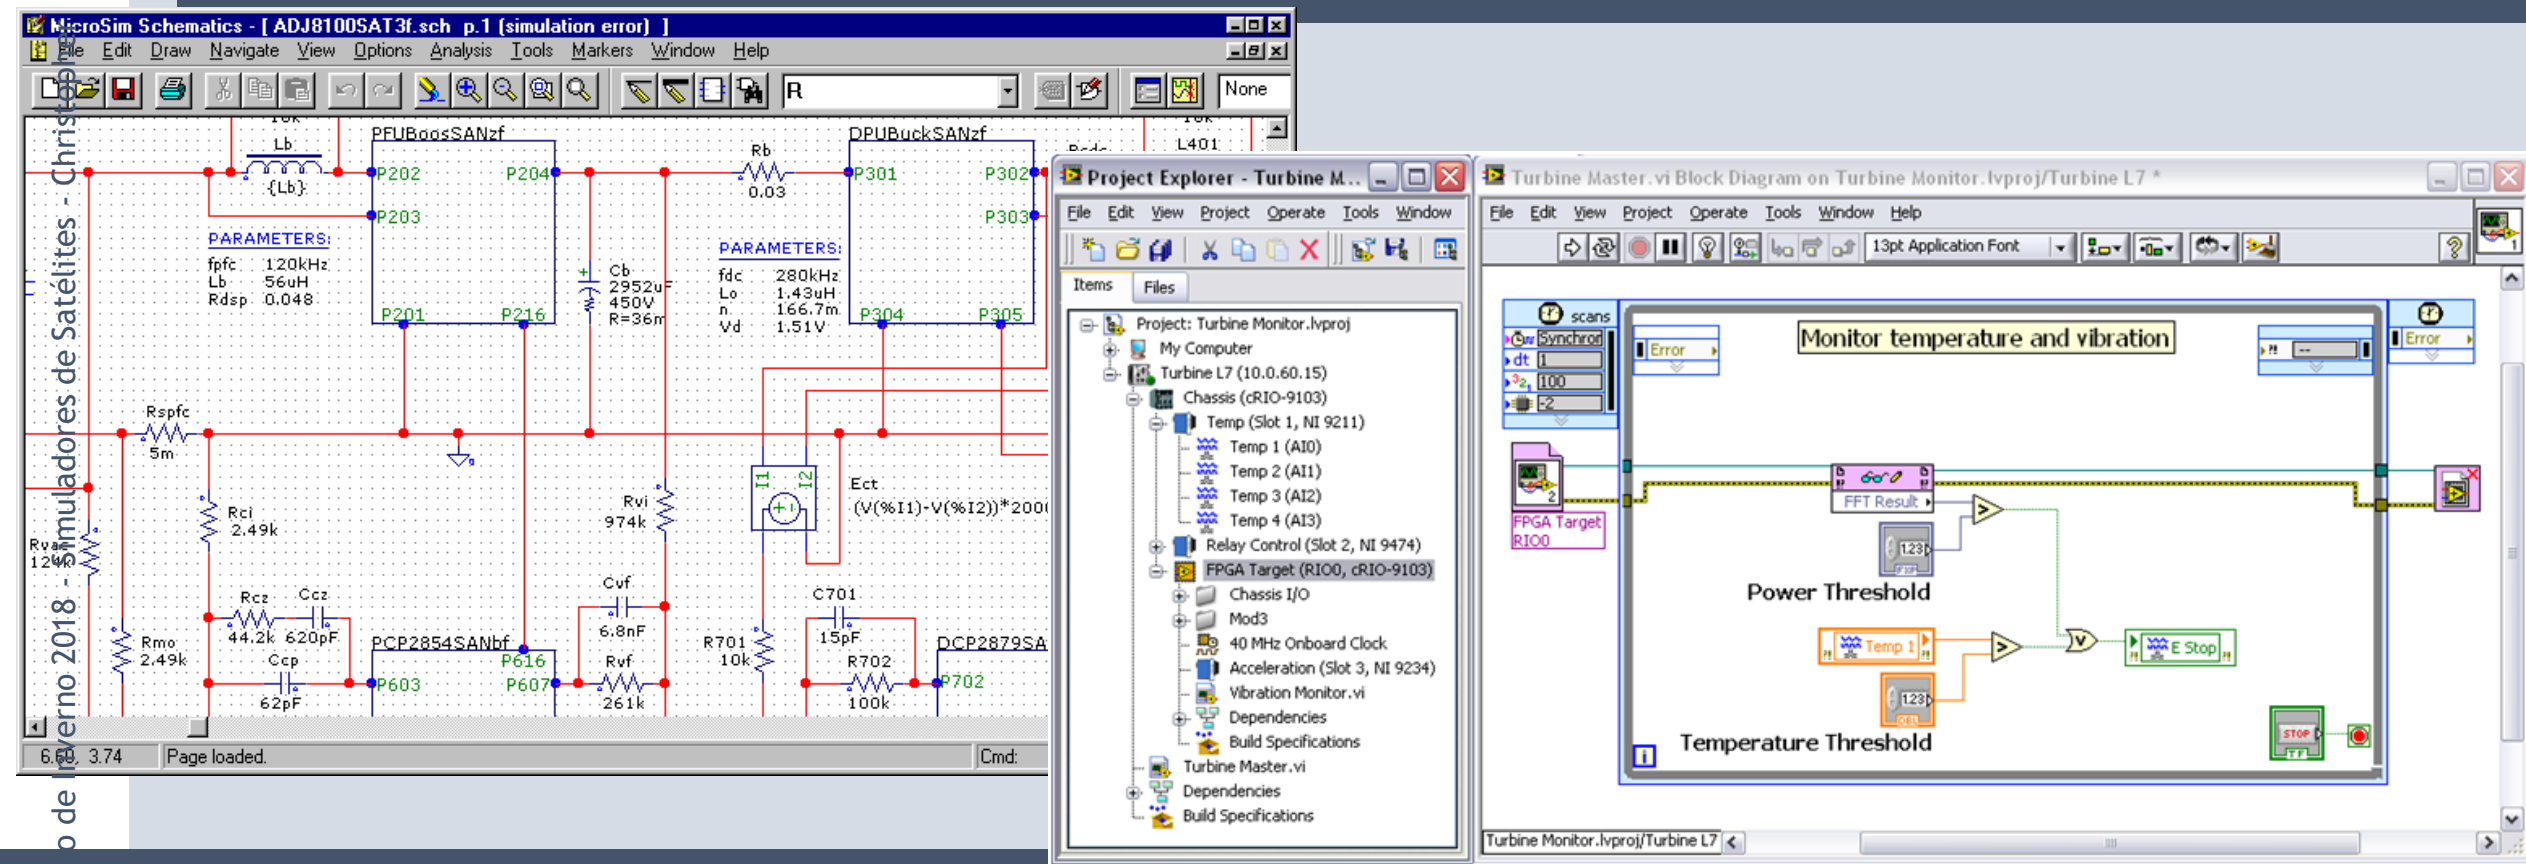 MicroSim Schematics - [ ADJ8100SAT3f.sch p.1 (simulation error) ]
File Edit Draw Navigate View Options Analysis Tools Markers Window Help
R
None
PFUBoosSANzf
DPUBuckSANzf
Lb
{Lb}
P202
P204
P203
P201
P216
Rb
0.03
P301
P302
P303
P304
P305
L401
PARAMETERS:
fpfc 120kHz
Lb 56uH
Rdsp 0.048
PARAMETERS:
fdc 280kHz
Lo 1.43uH
n 166.7m
Vd 1.51V
Cb
2952uF
450V
R=36m
Rspfc
5m
Rci
2.49k
Rvi
974k
I1
I2
Ect
(V(%I1)-V(%I2))*200
Rcz
44.2k
Ccz
620pF
Rmo
2.49k
Ccp
62pF
PCP2854SANbf
P616
P603
P607
Cvf
6.8nF
Rvf
261k
R701
10k
C701
15pF
R702
100k
DCP2879SA
P702
Page loaded.
Cmd:
o de Inverno 2018 - Simuladores de Satélites - Christopher
Project Explorer - Turbine M...
File Edit View Project Operate Tools Window
Items
Files
Project: Turbine Monitor.lvproj
My Computer
Turbine L7 (10.0.60.15)
Chassis (cRIO-9103)
Temp (Slot 1, NI 9211)
Temp 1 (AI0)
Temp 2 (AI1)
Temp 3 (AI2)
Temp 4 (AI3)
Relay Control (Slot 2, NI 9474)
FPGA Target (RIO0, cRIO-9103)
Chassis I/O
Mod3
40 MHz Onboard Clock
Acceleration (Slot 3, NI 9234)
Vibration Monitor.vi
Dependencies
Build Specifications
Turbine Master.vi
Dependencies
Build Specifications
Turbine Master.vi Block Diagram on Turbine Monitor.lvproj/Turbine L7 *
File Edit View Project Operate Tools Window Help
13pt Application Font
?
1
scans
Synchron
dt 1
100
-2
Error
Monitor temperature and vibration
--
Error
2
FPGA Target
RIO0
FFT Result
>
1.23
Power Threshold
Temp 1
>
V
E Stop
1.23
DBL
Temperature Threshold
i
STOP
TF
Turbine Monitor.lvproj/Turbine L7